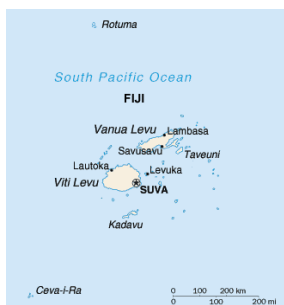 Rotuma
South Pacific Ocean
FIJI
Vanua Levu
Lambasa
Savusavu
Taveuni
Lautoka
Levuka
Viti Levu
SUVA
Kadavu
Ceva-i-Ra
0 100 200 km
0 100 200 mi